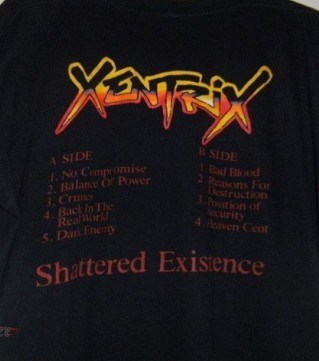 XENTRIX
A SIDE
1. No Compromise
2. Balance Of Power
3. Crimes
4. Back In The
Real World
5. Dark Enemy
B SIDE
1. Bad Blood
2. Reasons For
Destruction
3. Position of
Security
4. Heaven Cent
Shattered Existence